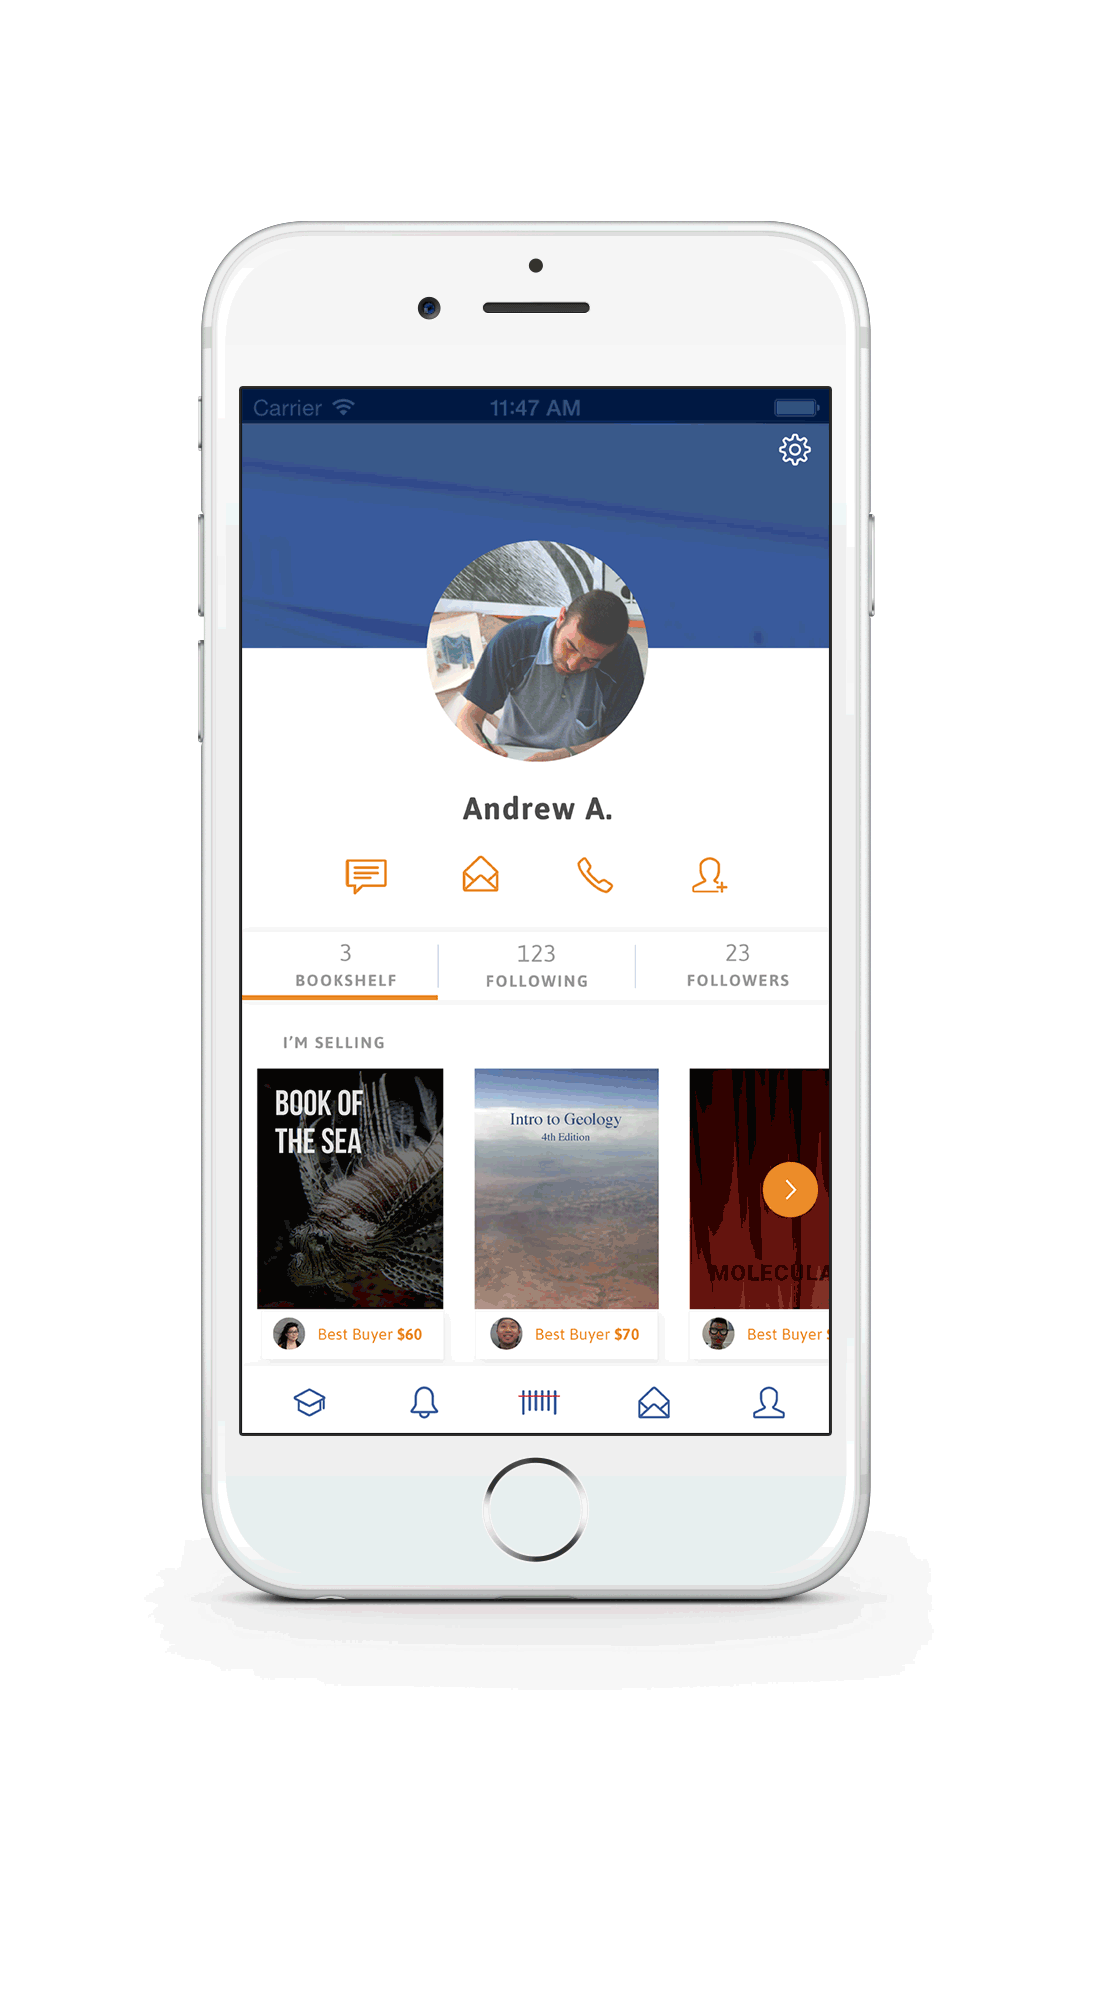 Carrier
11:47 AM
Andrew A.
3
BOOKSHELF
123
FOLLOWING
23
FOLLOWERS
I'M SELLING
BOOK OF
THE SEA
Intro to Geology
4th Edition
MOLECULA
Best Buyer $60
Best Buyer $70
Best Buyer